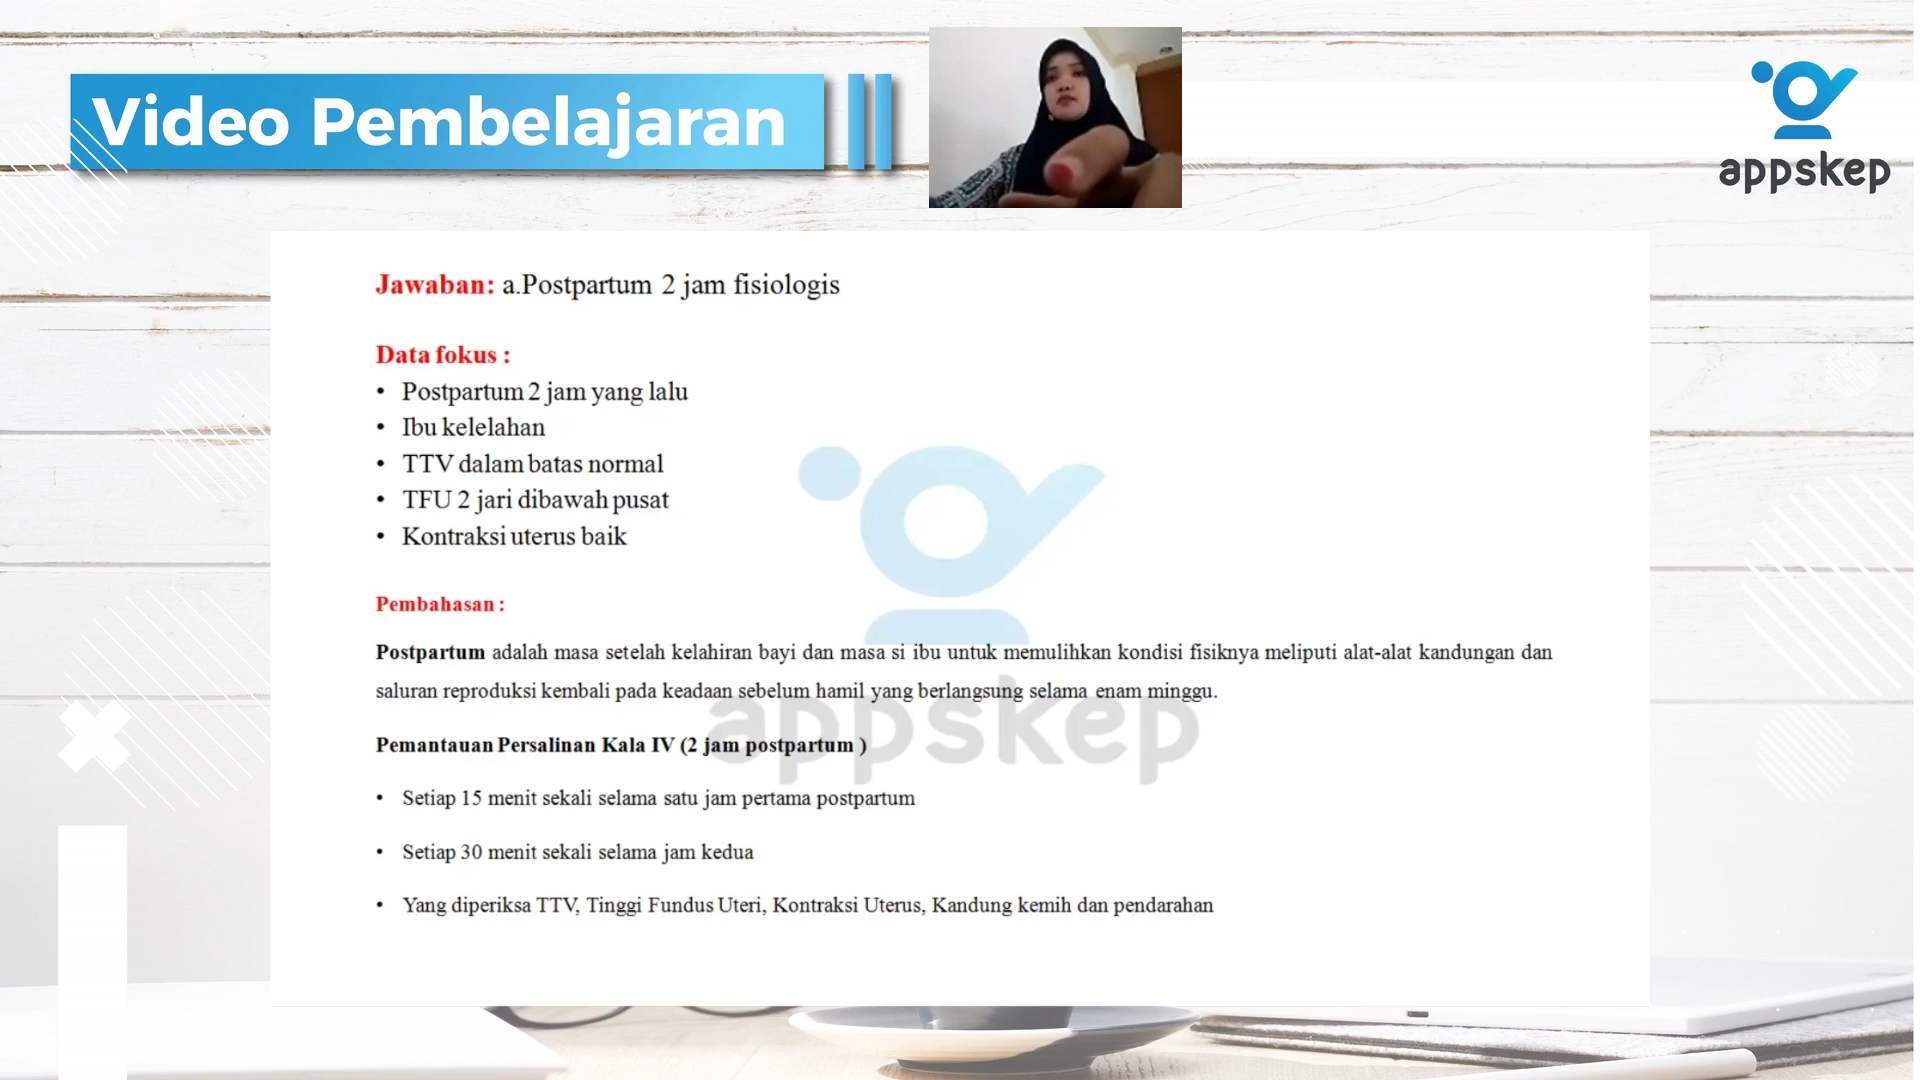 Video Pembelajaran
appskep
Jawaban: a.Postpartum 2 jam fisiologis
Data fokus :
• Postpartum 2 jam yang lalu
• Ibu kelelahan
• TTV dalam batas normal
• TFU 2 jari dibawah pusat
• Kontraksi uterus baik
Pembahasan :
Postpartum adalah masa setelah kelahiran bayi dan masa si ibu untuk memulihkan kondisi fisiknya meliputi alat-alat kandungan dan
saluran reproduksi kembali pada keadaan sebelum hamil yang berlangsung selama enam minggu.
appskep
Pemantauan Persalinan Kala IV (2 jam postpartum )
• Setiap 15 menit sekali selama satu jam pertama postpartum
• Setiap 30 menit sekali selama jam kedua
• Yang diperiksa TTV, Tinggi Fundus Uteri, Kontraksi Uterus, Kandung kemih dan pendarahan